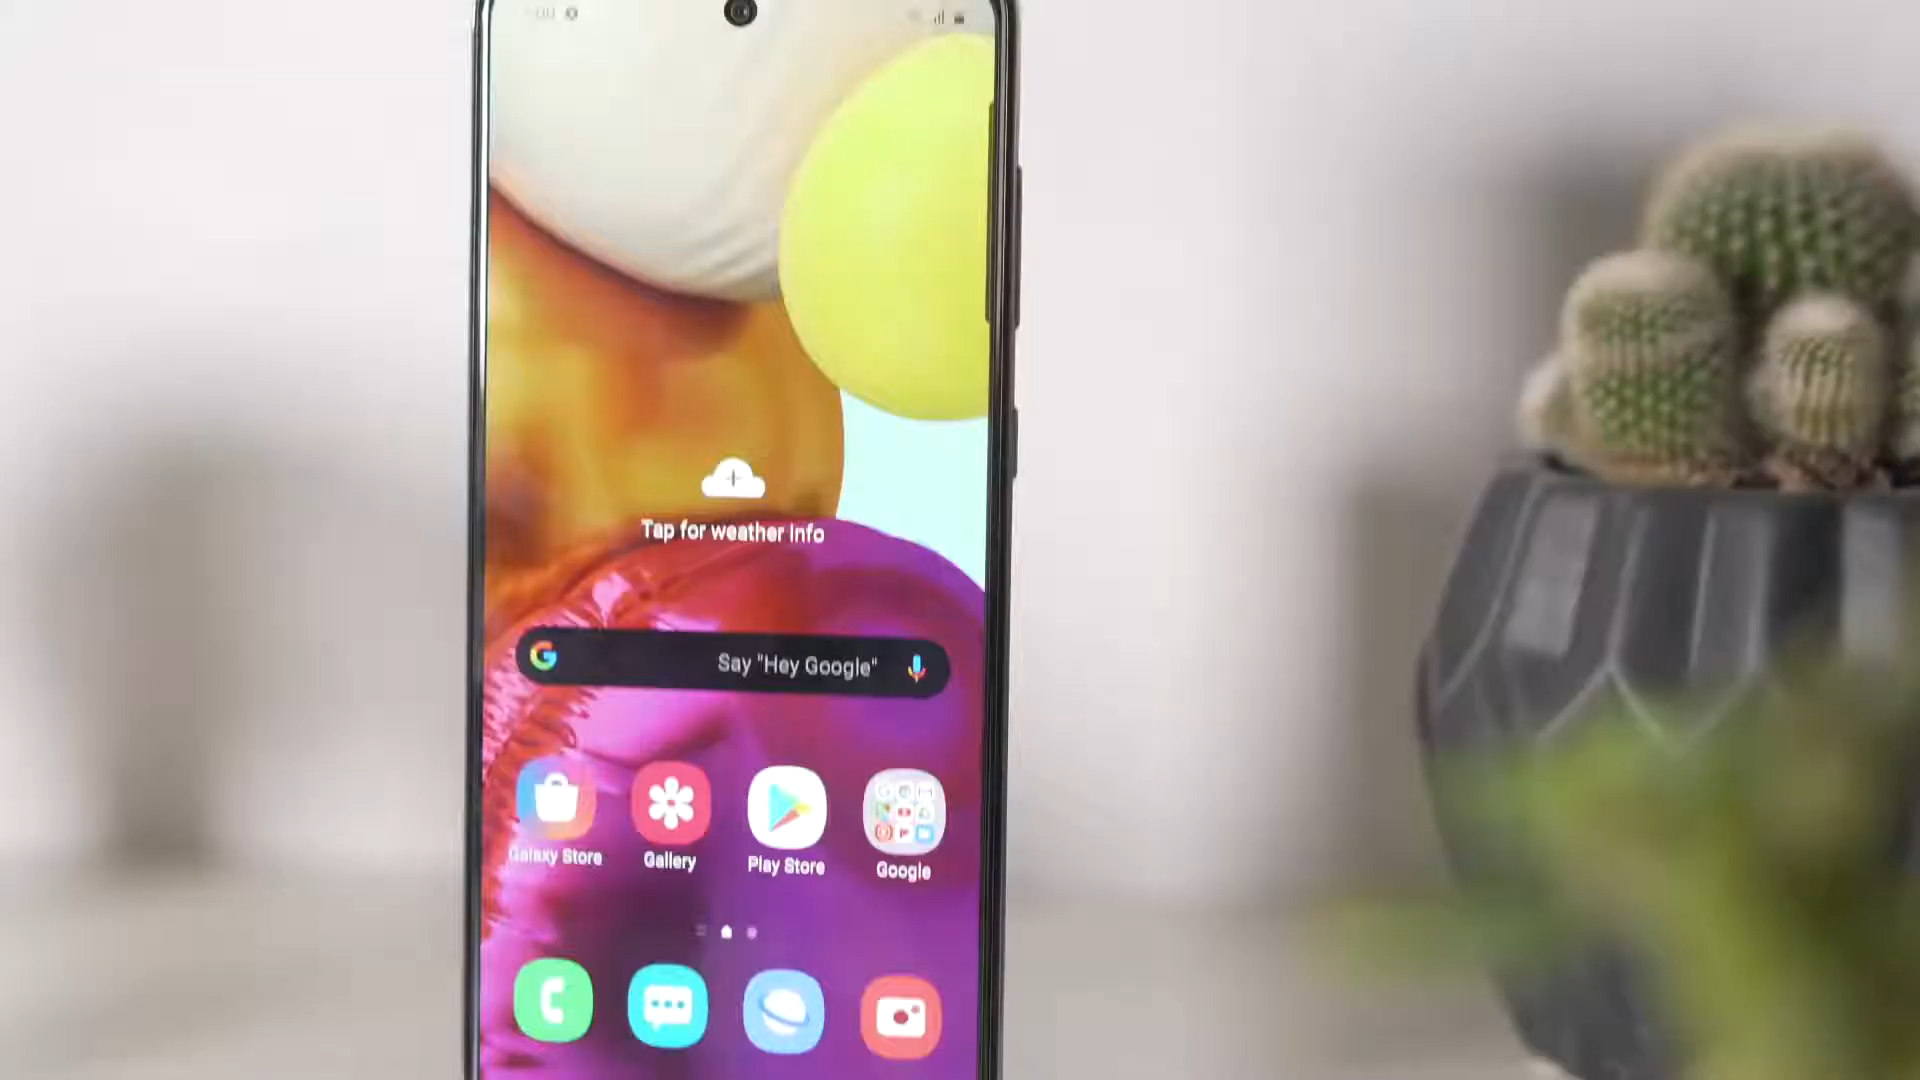 Tap for weather info
Say "Hey Google"
Galaxy Store
Gallery
Play Store
Google